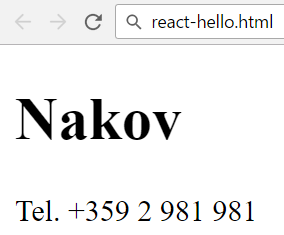 react-hello.html
Nakov
Tel. +359 2 981 981